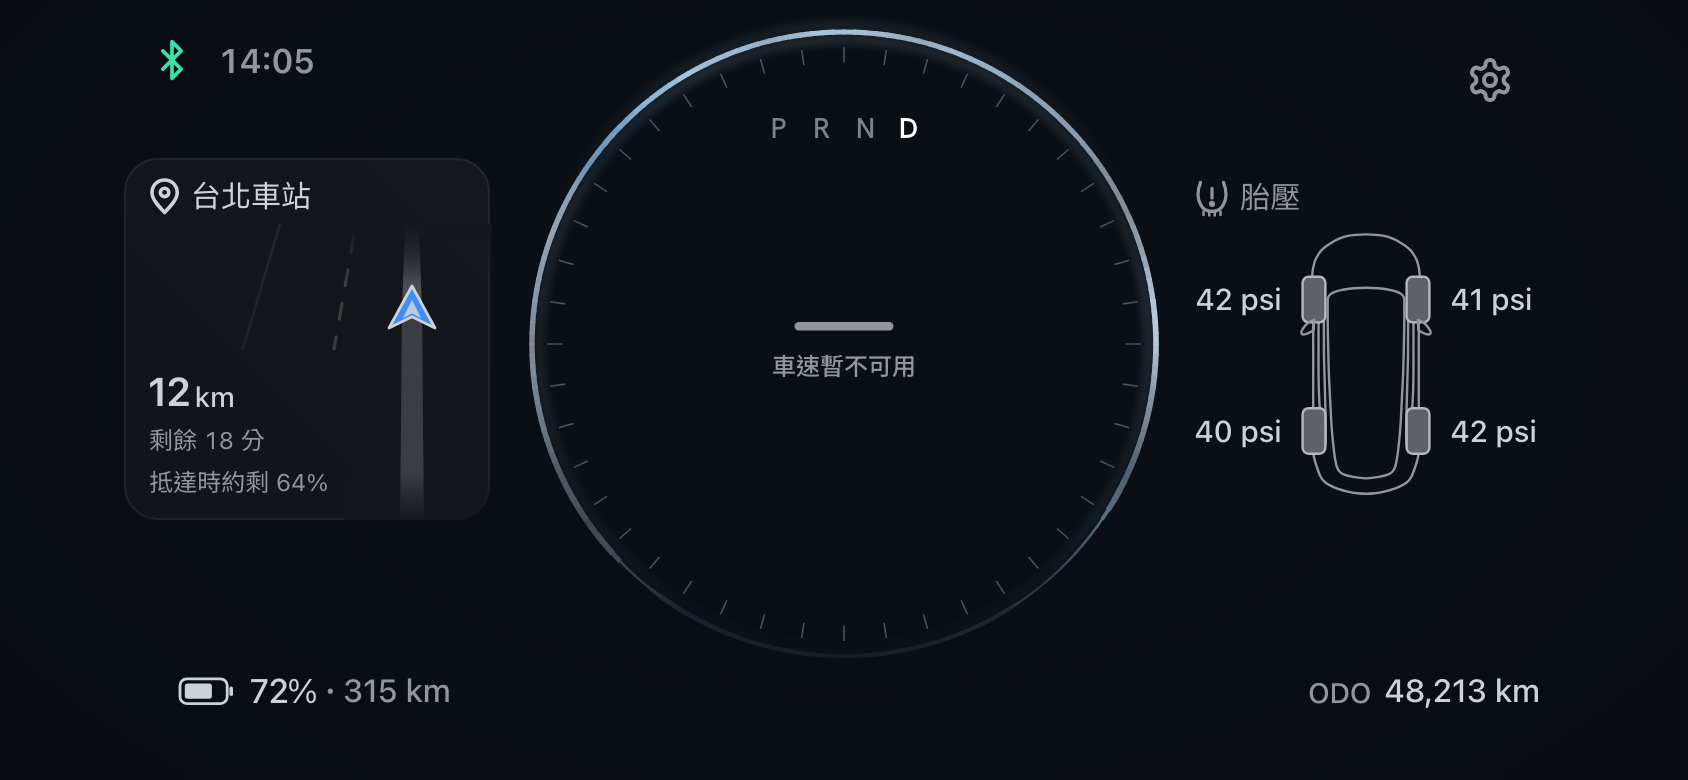 14:05
P R N D
台北車站
12 km
剩餘 18 分
抵達時約剩 64%
車速暫不可用
胎壓
42 psi
41 psi
40 psi
42 psi
72% · 315 km
ODO 48,213 km